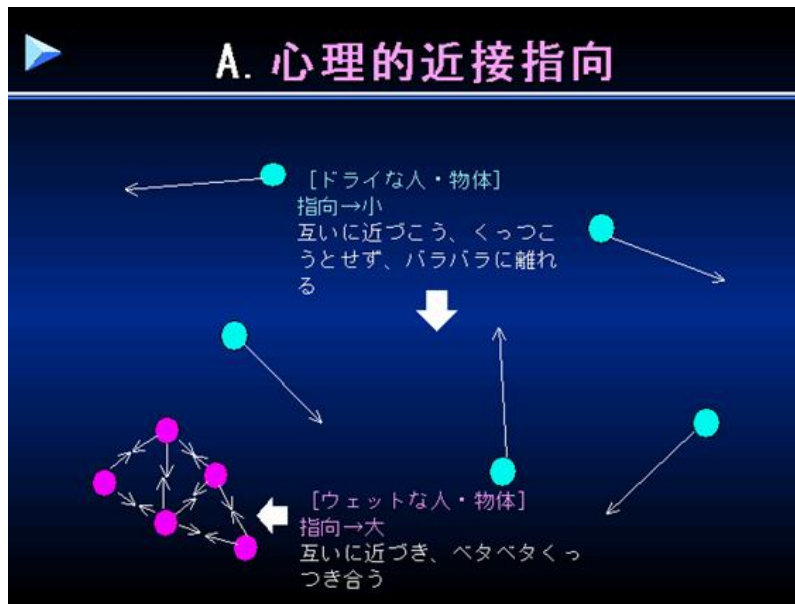 A. 心理的近接指向
［ドライな人・物体］
指向→小
互いに近づこう、くっつこ
うとせず、バラバラに離れ
る
［ウェットな人・物体］
指向→大
互いに近づき、ベタベタくっ
つき合う